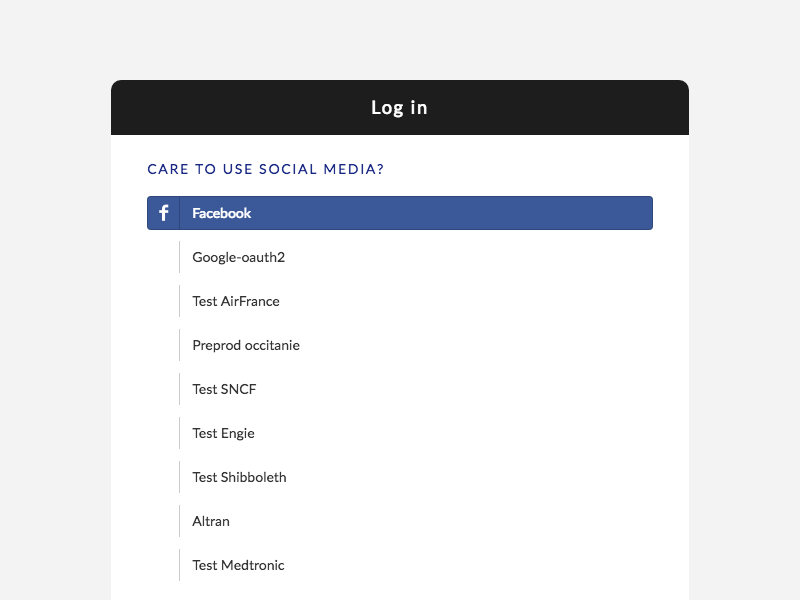 Log in
CARE TO USE SOCIAL MEDIA?
Facebook
Google-oauth2
Test AirFrance
Preprod occitanie
Test SNCF
Test Engie
Test Shibboleth
Altran
Test Medtronic